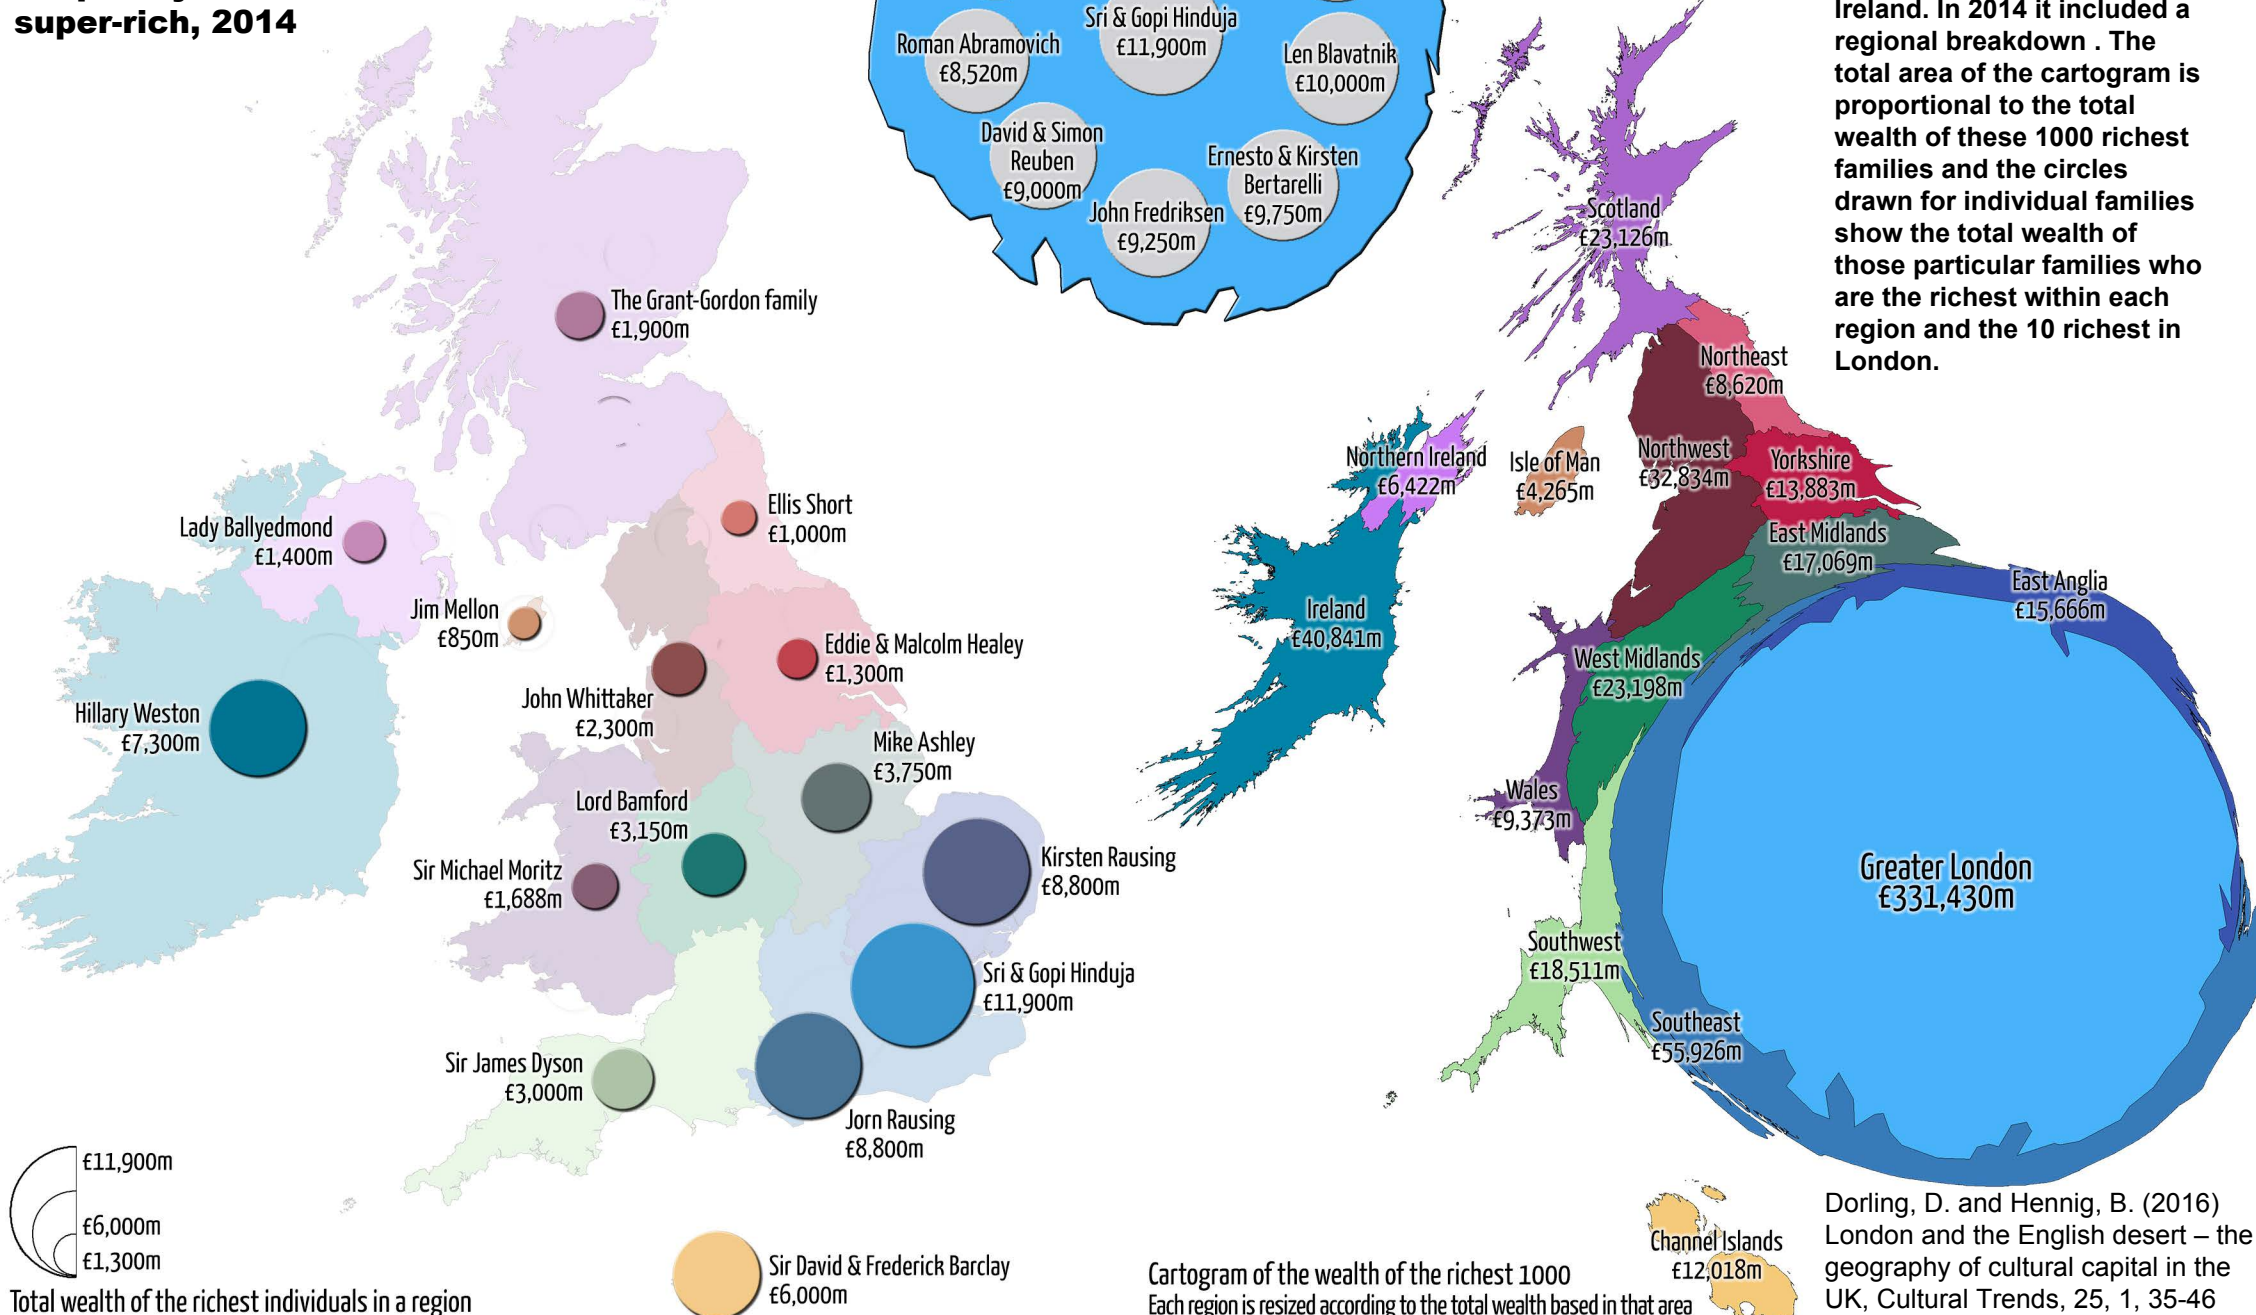 super-rich, 2014
Roman Abramovich
£8,520m
Sri & Gopi Hinduja
£11,900m
Len Blavatnik
£10,000m
David & Simon
Reuben
£9,000m
Ernesto & Kirsten
Bertarelli
£9,750m
John Fredriksen
£9,250m
Ireland. In 2014 it included a
regional breakdown . The
total area of the cartogram is
proportional to the total
wealth of these 1000 richest
families and the circles
drawn for individual families
show the total wealth of
those particular families who
are the richest within each
region and the 10 richest in
London.
The Grant-Gordon family
£1,900m
Ellis Short
£1,000m
Lady Ballyedmond
£1,400m
Jim Mellon
£850m
Eddie & Malcolm Healey
£1,300m
John Whittaker
£2,300m
Hillary Weston
£7,300m
Mike Ashley
£3,750m
Lord Bamford
£3,150m
Sir Michael Moritz
£1,688m
Kirsten Rausing
£8,800m
Sri & Gopi Hinduja
£11,900m
Sir James Dyson
£3,000m
Jorn Rausing
£8,800m
Sir David & Frederick Barclay
£6,000m
£11,900m
£6,000m
£1,300m
Total wealth of the richest individuals in a region
Scotland
£23,126m
Northeast
£8,620m
Northern Ireland
£6,422m
Isle of Man
£4,265m
Northwest
£32,834m
Yorkshire
£13,883m
East Midlands
£17,069m
East Anglia
£15,666m
Ireland
£40,841m
West Midlands
£23,198m
Wales
£9,373m
Greater London
£331,430m
Southwest
£18,511m
Southeast
£55,926m
Channel Islands
£12,018m
Cartogram of the wealth of the richest 1000
Each region is resized according to the total wealth based in that area
Dorling, D. and Hennig, B. (2016)
London and the English desert – the
geography of cultural capital in the
UK, Cultural Trends, 25, 1, 35-46